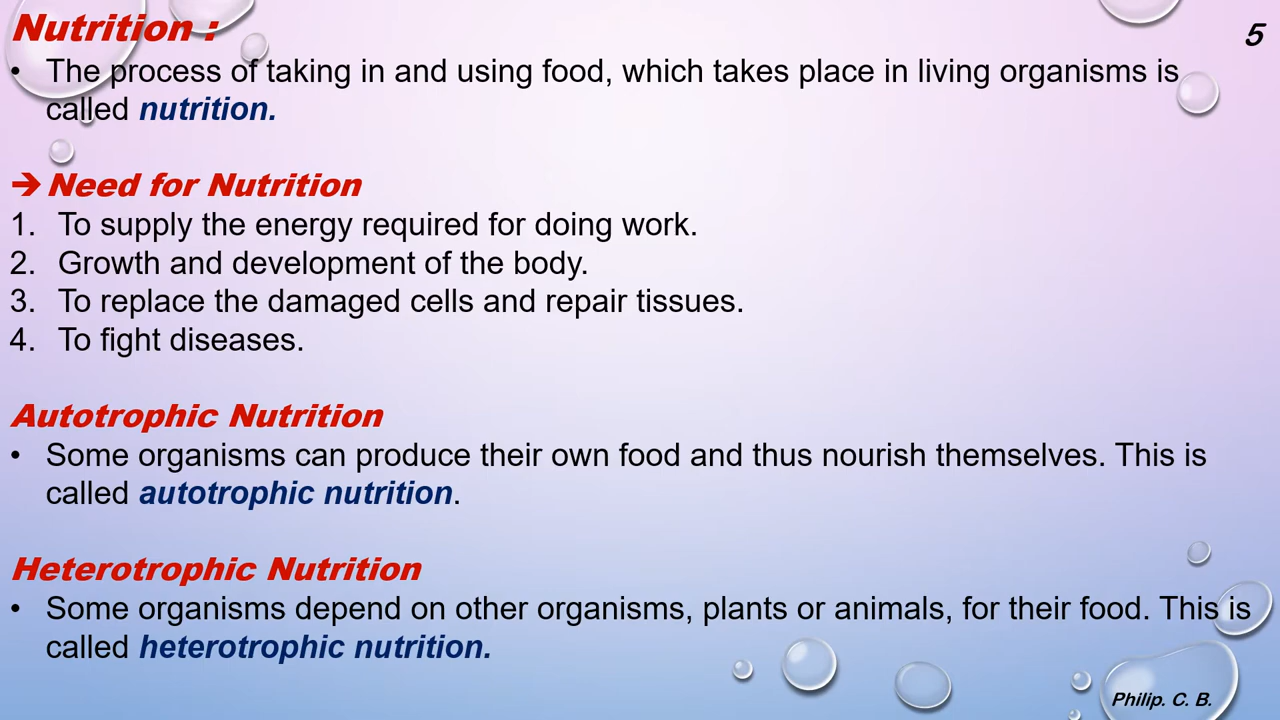 Nutrition :
5
• The process of taking in and using food, which takes place in living organisms is
called nutrition.
➔ Need for Nutrition
1. To supply the energy required for doing work.
2. Growth and development of the body.
3. To replace the damaged cells and repair tissues.
4. To fight diseases.
Autotrophic Nutrition
• Some organisms can produce their own food and thus nourish themselves. This is
called autotrophic nutrition.
Heterotrophic Nutrition
• Some organisms depend on other organisms, plants or animals, for their food. This is
called heterotrophic nutrition.
Philip. C. B.